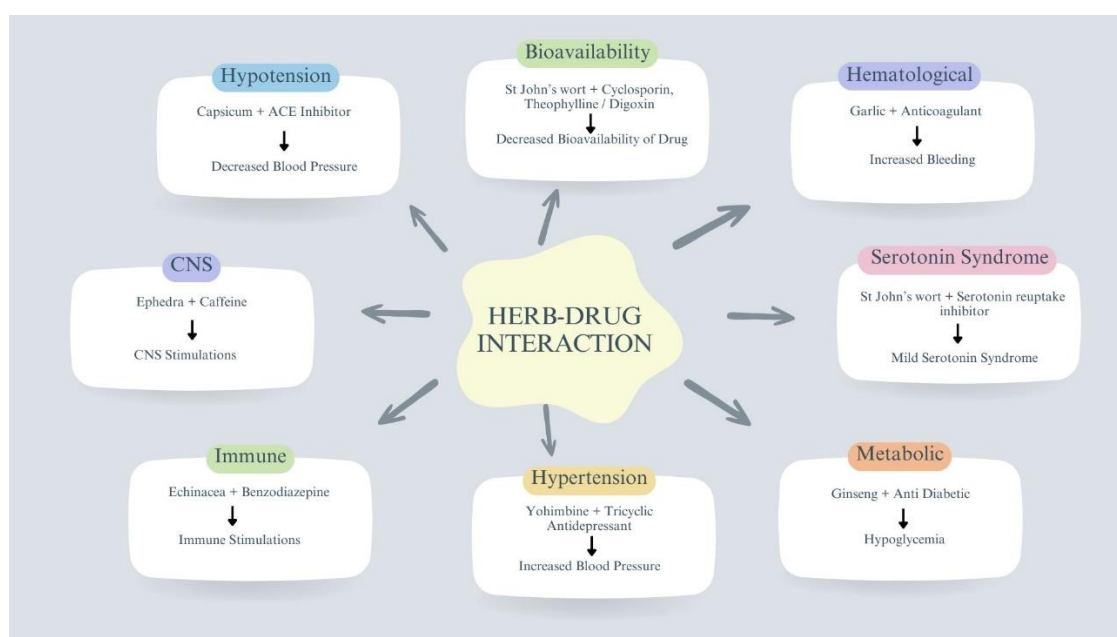 Hypotension
Capsicum + ACE Inhibitor
Decreased Blood Pressure
Bioavailability
St John's wort + Cyclosporin,
Theophylline / Digoxin
Decreased Bioavailability of Drug
Hematological
Garlic + Anticoagulant
Increased Bleeding
CNS
Ephedra + Caffeine
CNS Stimulations
HERB-DRUG
INTERACTION
Serotonin Syndrome
St John's wort + Serotonin reuptake
inhibitor
Mild Serotonin Syndrome
Immune
Echinacea + Benzodiazepine
Immune Stimulations
Hypertension
Yohimbine + Tricyclic
Antidepressant
Increased Blood Pressure
Metabolic
Ginseng + Anti Diabetic
Hypoglycemia